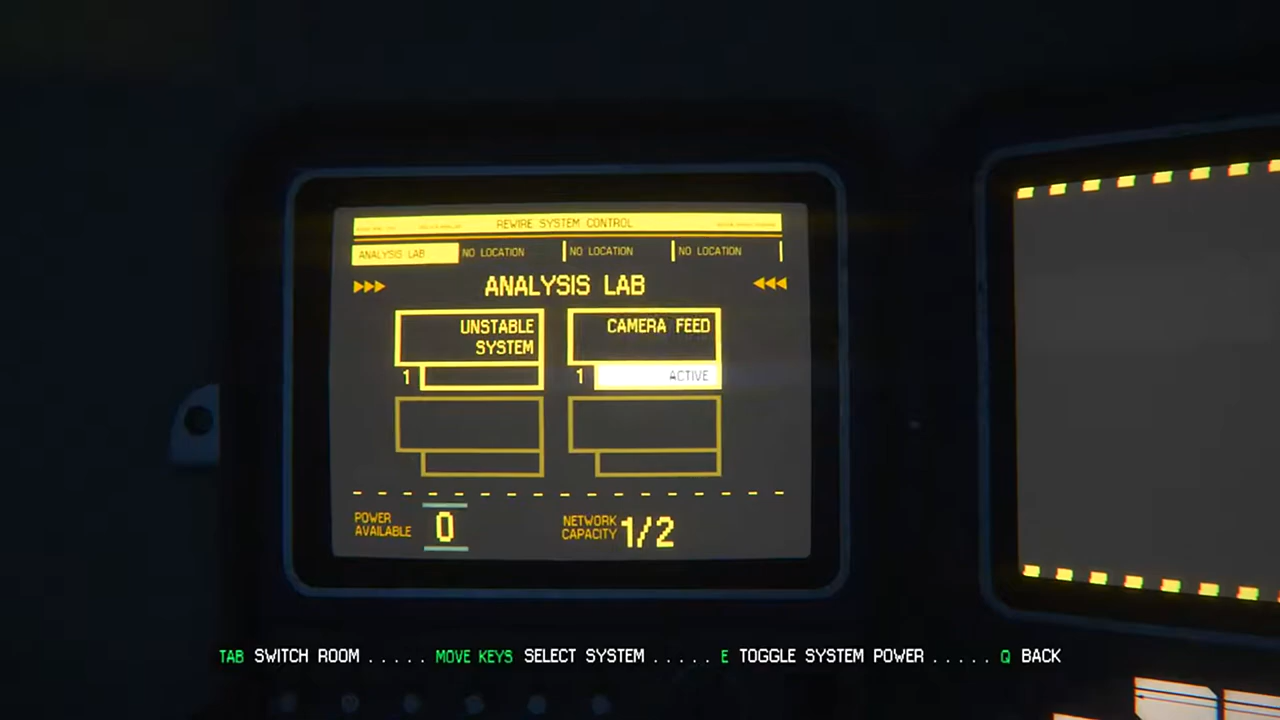 REWIRE SYSTEM CONTROL
ANALYSIS LAB NO LOCATION NO LOCATION NO LOCATION
ANALYSIS LAB
UNSTABLE SYSTEM
1
CAMERA FEED
1 ACTIVE
POWER AVAILABLE 0
NETWORK CAPACITY 1/2
TAB SWITCH ROOM ..... MOVE KEYS SELECT SYSTEM ..... E TOGGLE SYSTEM POWER ..... Q BACK